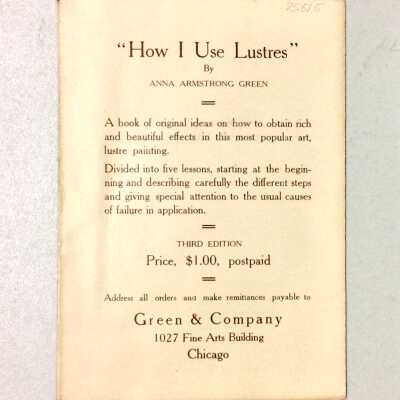 "How I Use Lustres"
By
ANNA ARMSTRONG GREEN
A book of original ideas on how to obtain rich
and beautiful effects in this most popular art,
lustre painting.
Divided into five lessons, starting at the begin-
ning and describing carefully the different steps
and giving special attention to the usual causes
of failure in application.
THIRD EDITION
Price, $1.00, postpaid
Address all orders and make remittances payable to
Green & Company
1027 Fine Arts Building
Chicago